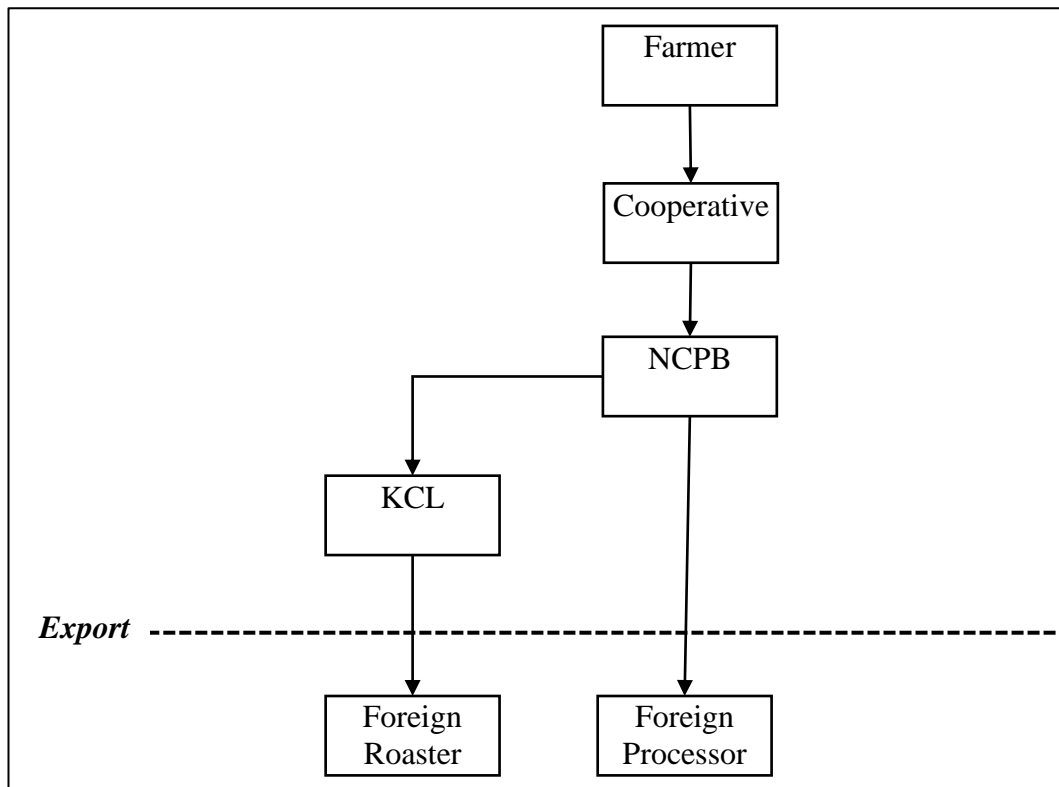 Farmer
Cooperative
NCPB
KCL
Export
Foreign
Roaster
Foreign
Processor